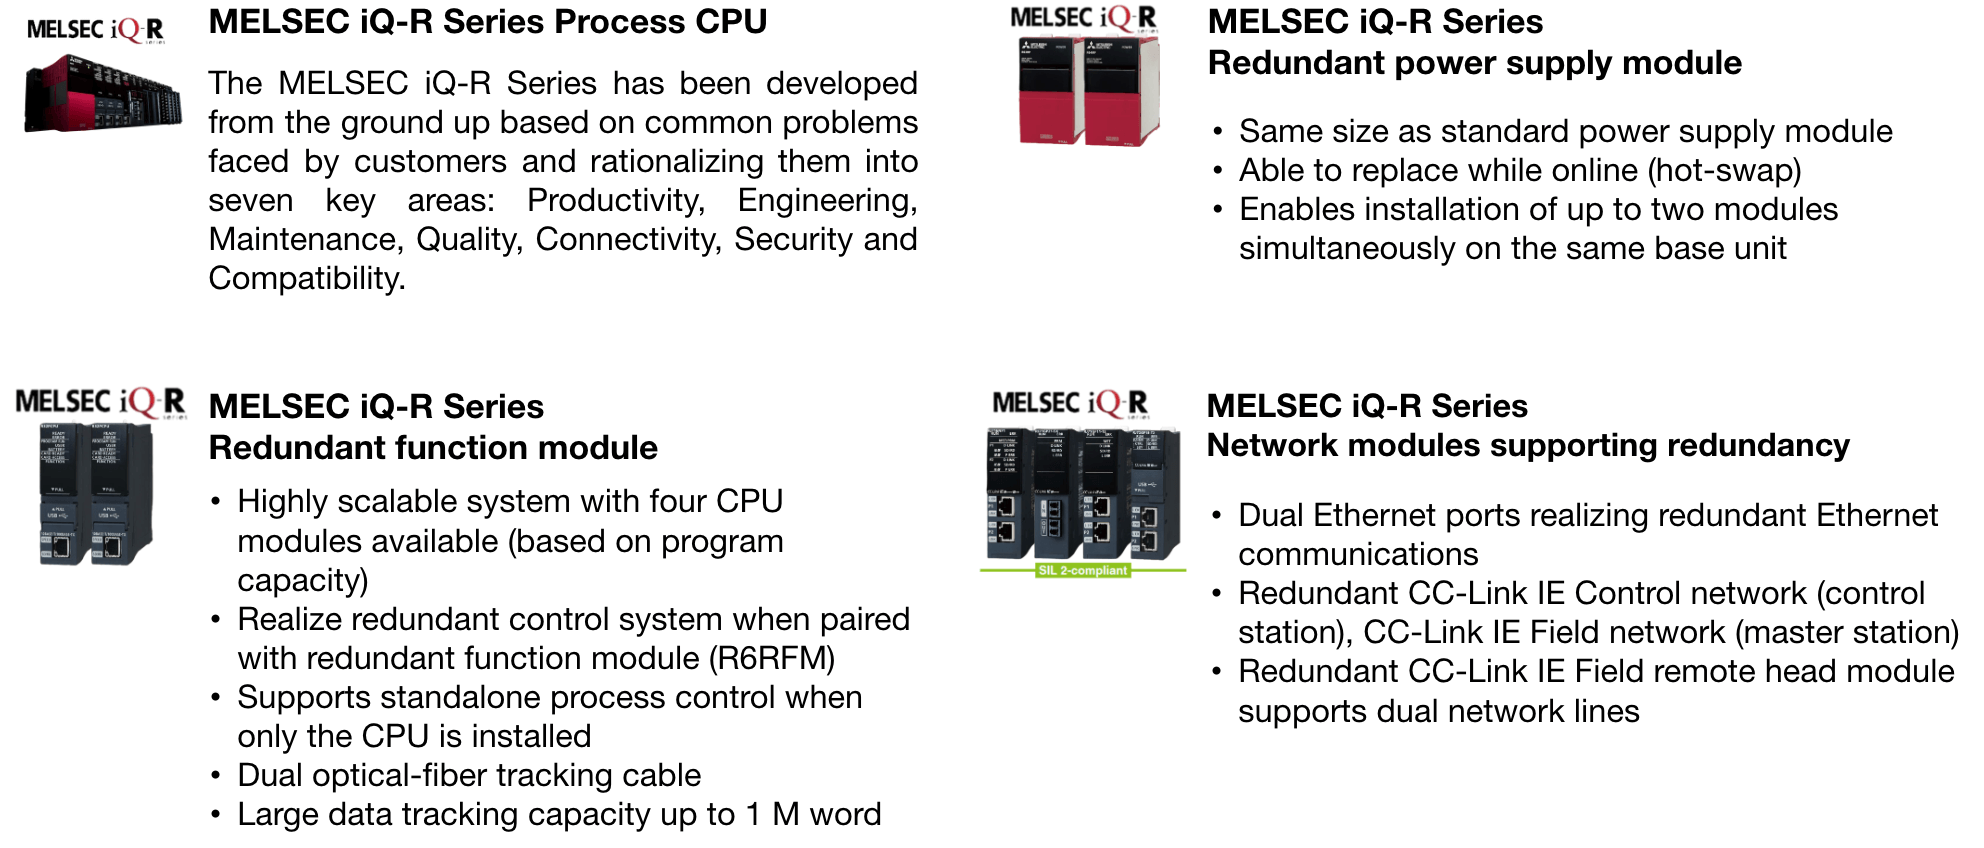 MELSEC iQ-R
series
MELSEC iQ-R Series Process CPU
The MELSEC iQ-R Series has been developed
from the ground up based on common problems
faced by customers and rationalizing them into
seven key areas: Productivity, Engineering,
Maintenance, Quality, Connectivity, Security and
Compatibility.
MELSEC iQ-R
series
MELSEC iQ-R Series
Redundant power supply module
• Same size as standard power supply module
• Able to replace while online (hot-swap)
• Enables installation of up to two modules
simultaneously on the same base unit
MELSEC iQ-R
series
MELSEC iQ-R Series
Redundant function module
• Highly scalable system with four CPU
modules available (based on program
capacity)
• Realize redundant control system when paired
with redundant function module (R6RFM)
• Supports standalone process control when
only the CPU is installed
• Dual optical-fiber tracking cable
• Large data tracking capacity up to 1 M word
MELSEC iQ-R
series
SIL 2-compliant
MELSEC iQ-R Series
Network modules supporting redundancy
• Dual Ethernet ports realizing redundant Ethernet
communications
• Redundant CC-Link IE Control network (control
station), CC-Link IE Field network (master station)
• Redundant CC-Link IE Field remote head module
supports dual network lines